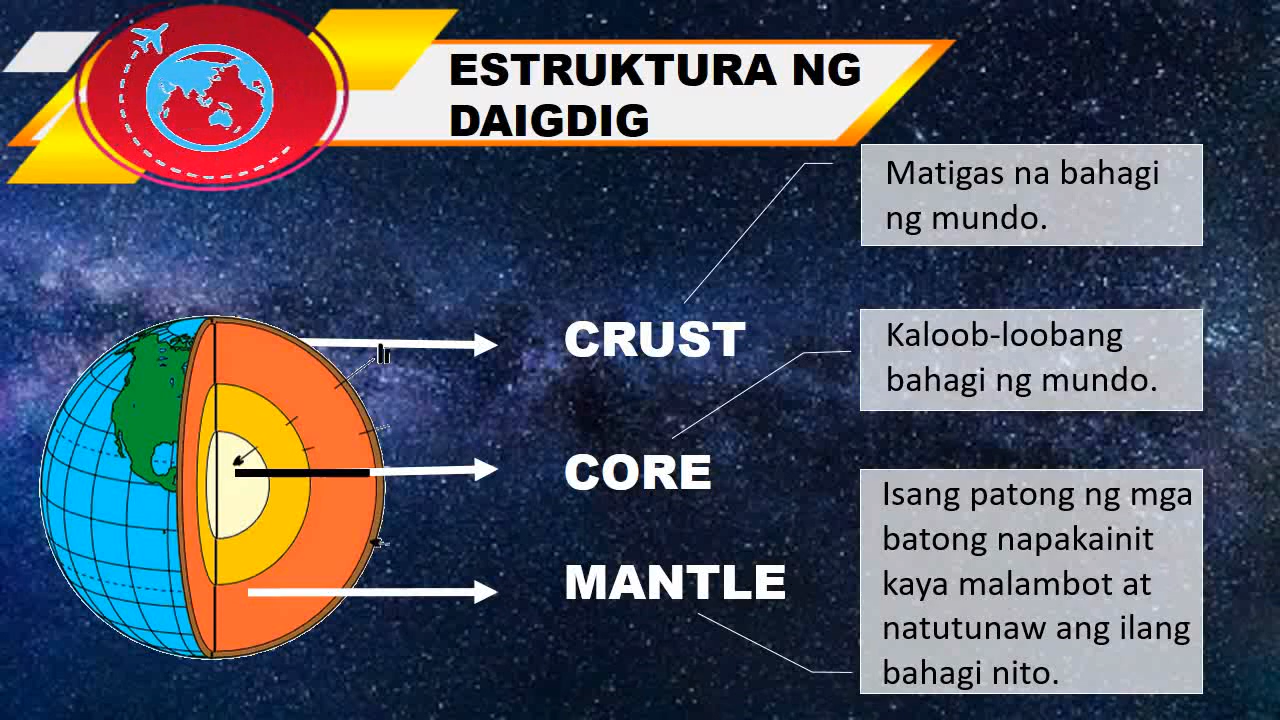 ESTRUKTURA NG
DAIGDIG
Matigas na bahagi
ng mundo.
CRUST
Kaloob-loobang
bahagi ng mundo.
CORE
Isang patong ng mga
batong napakainit
kaya malambot at
natutunaw ang ilang
bahagi nito.
MANTLE